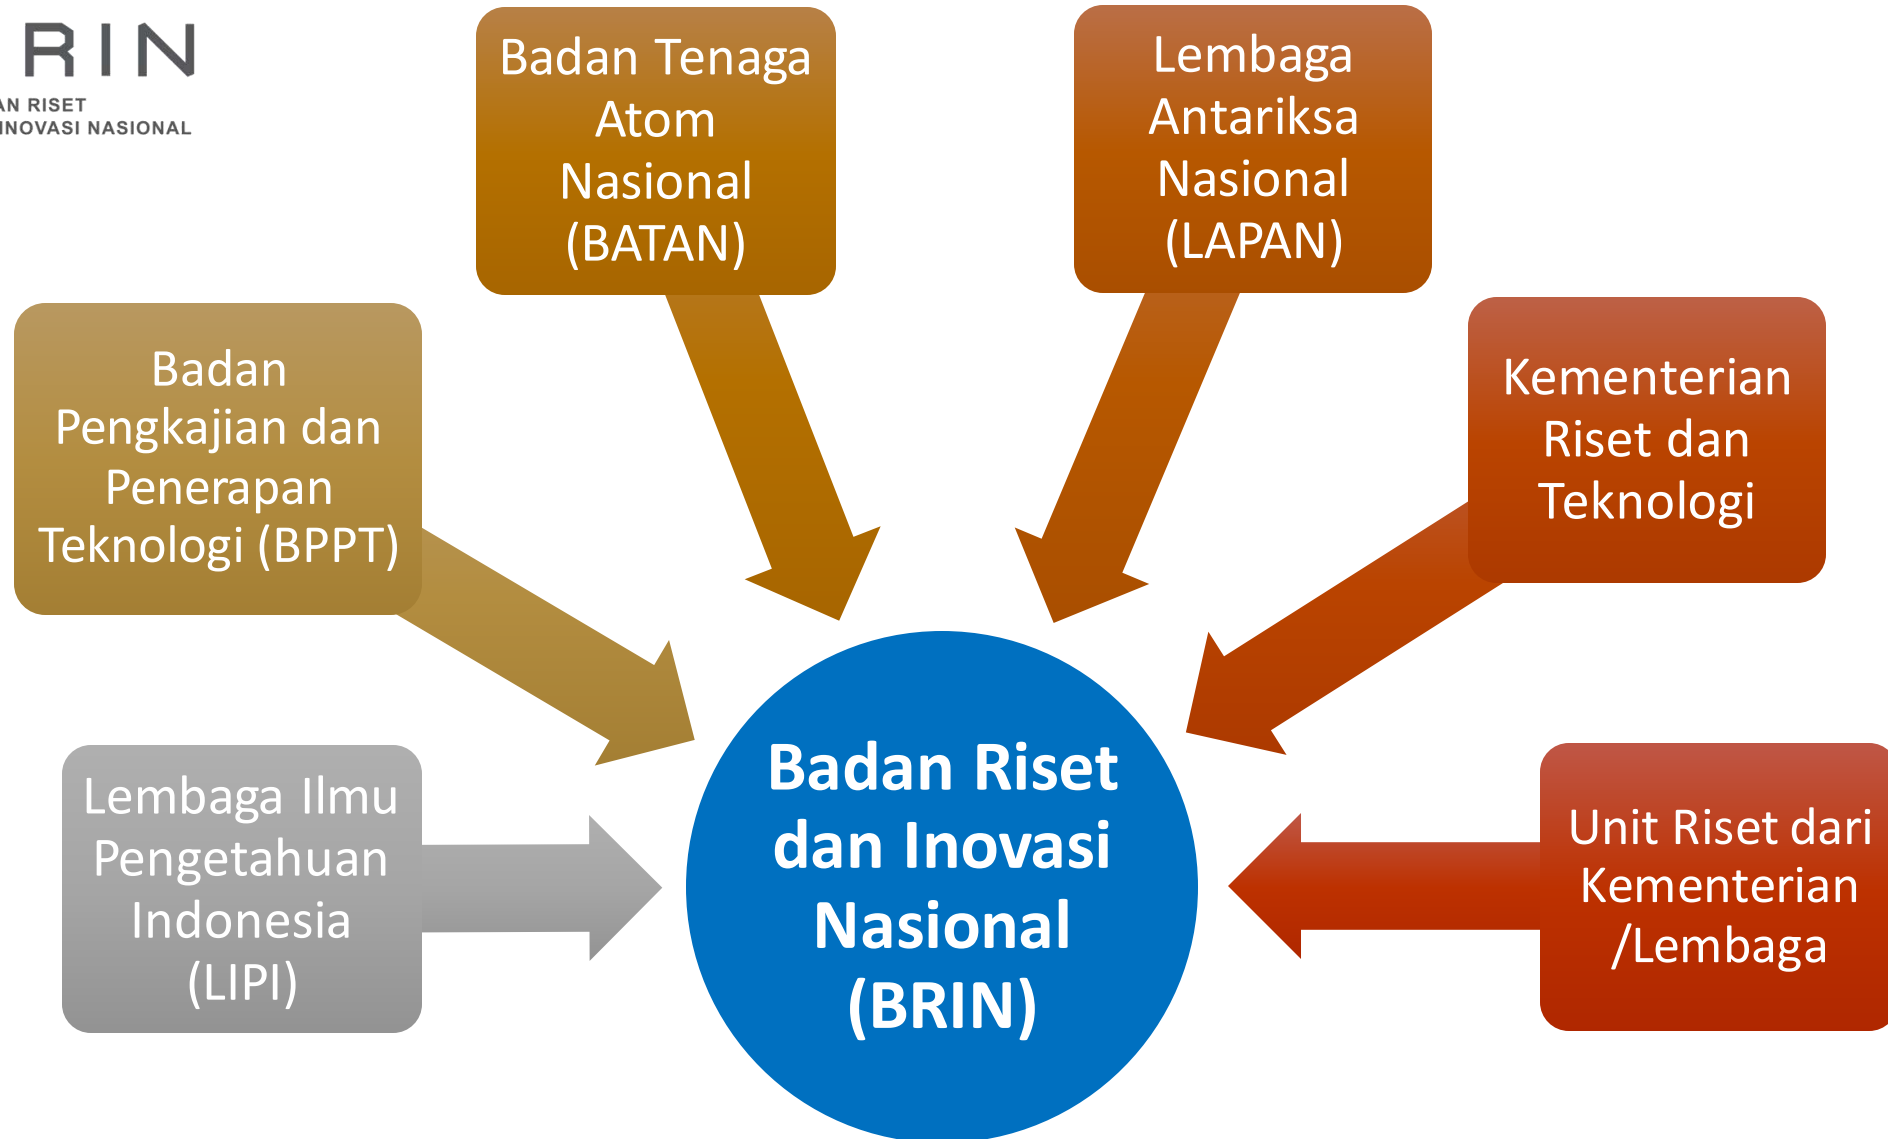 RIN
AN RISET
INOVASI NASIONAL
Badan Tenaga
Atom
Nasional
(BATAN)
Lembaga
Antariksa
Nasional
(LAPAN)
Badan
Pengkajian dan
Penerapan
Teknologi (BPPT)
Kementerian
Riset dan
Teknologi
Lembaga Ilmu
Pengetahuan
Indonesia
(LIPI)
Badan Riset
dan Inovasi
Nasional
(BRIN)
Unit Riset dari
Kementerian
/Lembaga